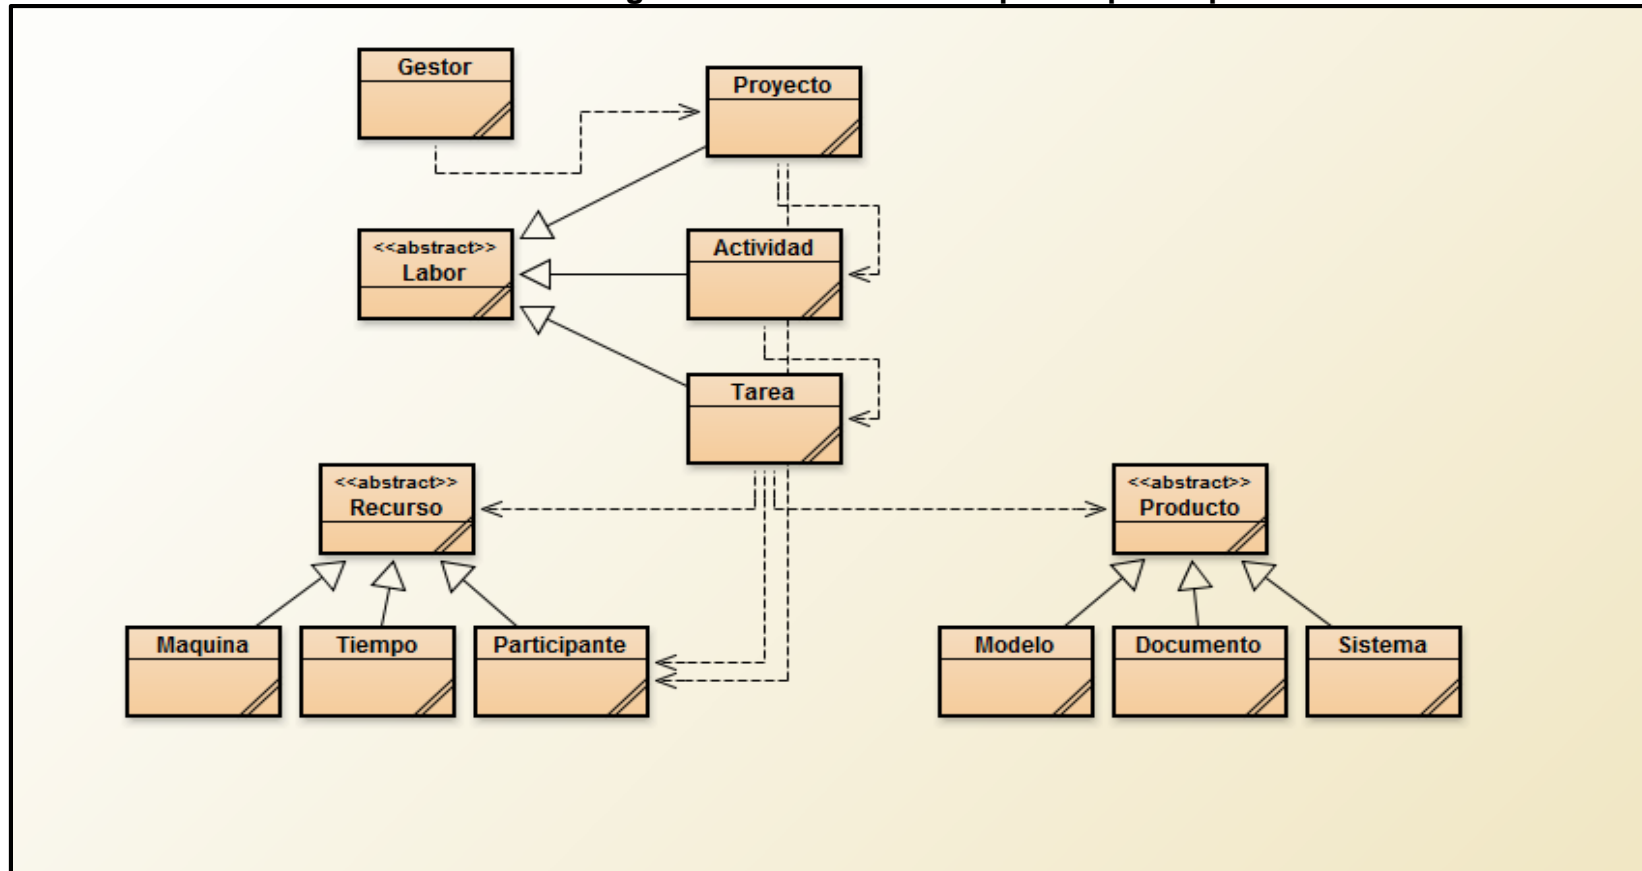 Gestor
Proyecto
<<abstract>>
Labor
Actividad
Tarea
<<abstract>>
Recurso
<<abstract>>
Producto
Maquina
Tiempo
Participante
Modelo
Documento
Sistema